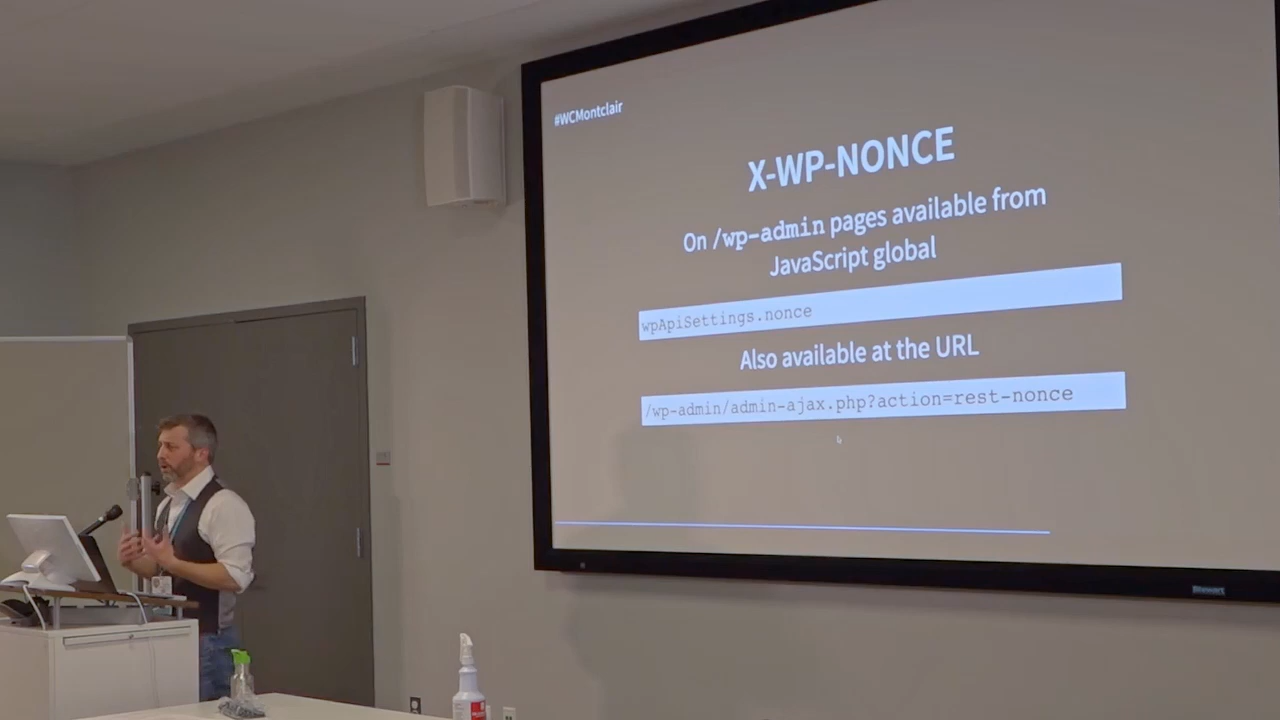 #WCMontclair
X-WP-NONCE
On /wp-admin pages available from
JavaScript global
wpApiSettings.nonce
Also available at the URL
/wp-admin/admin-ajax.php?action=rest-nonce
Stewart